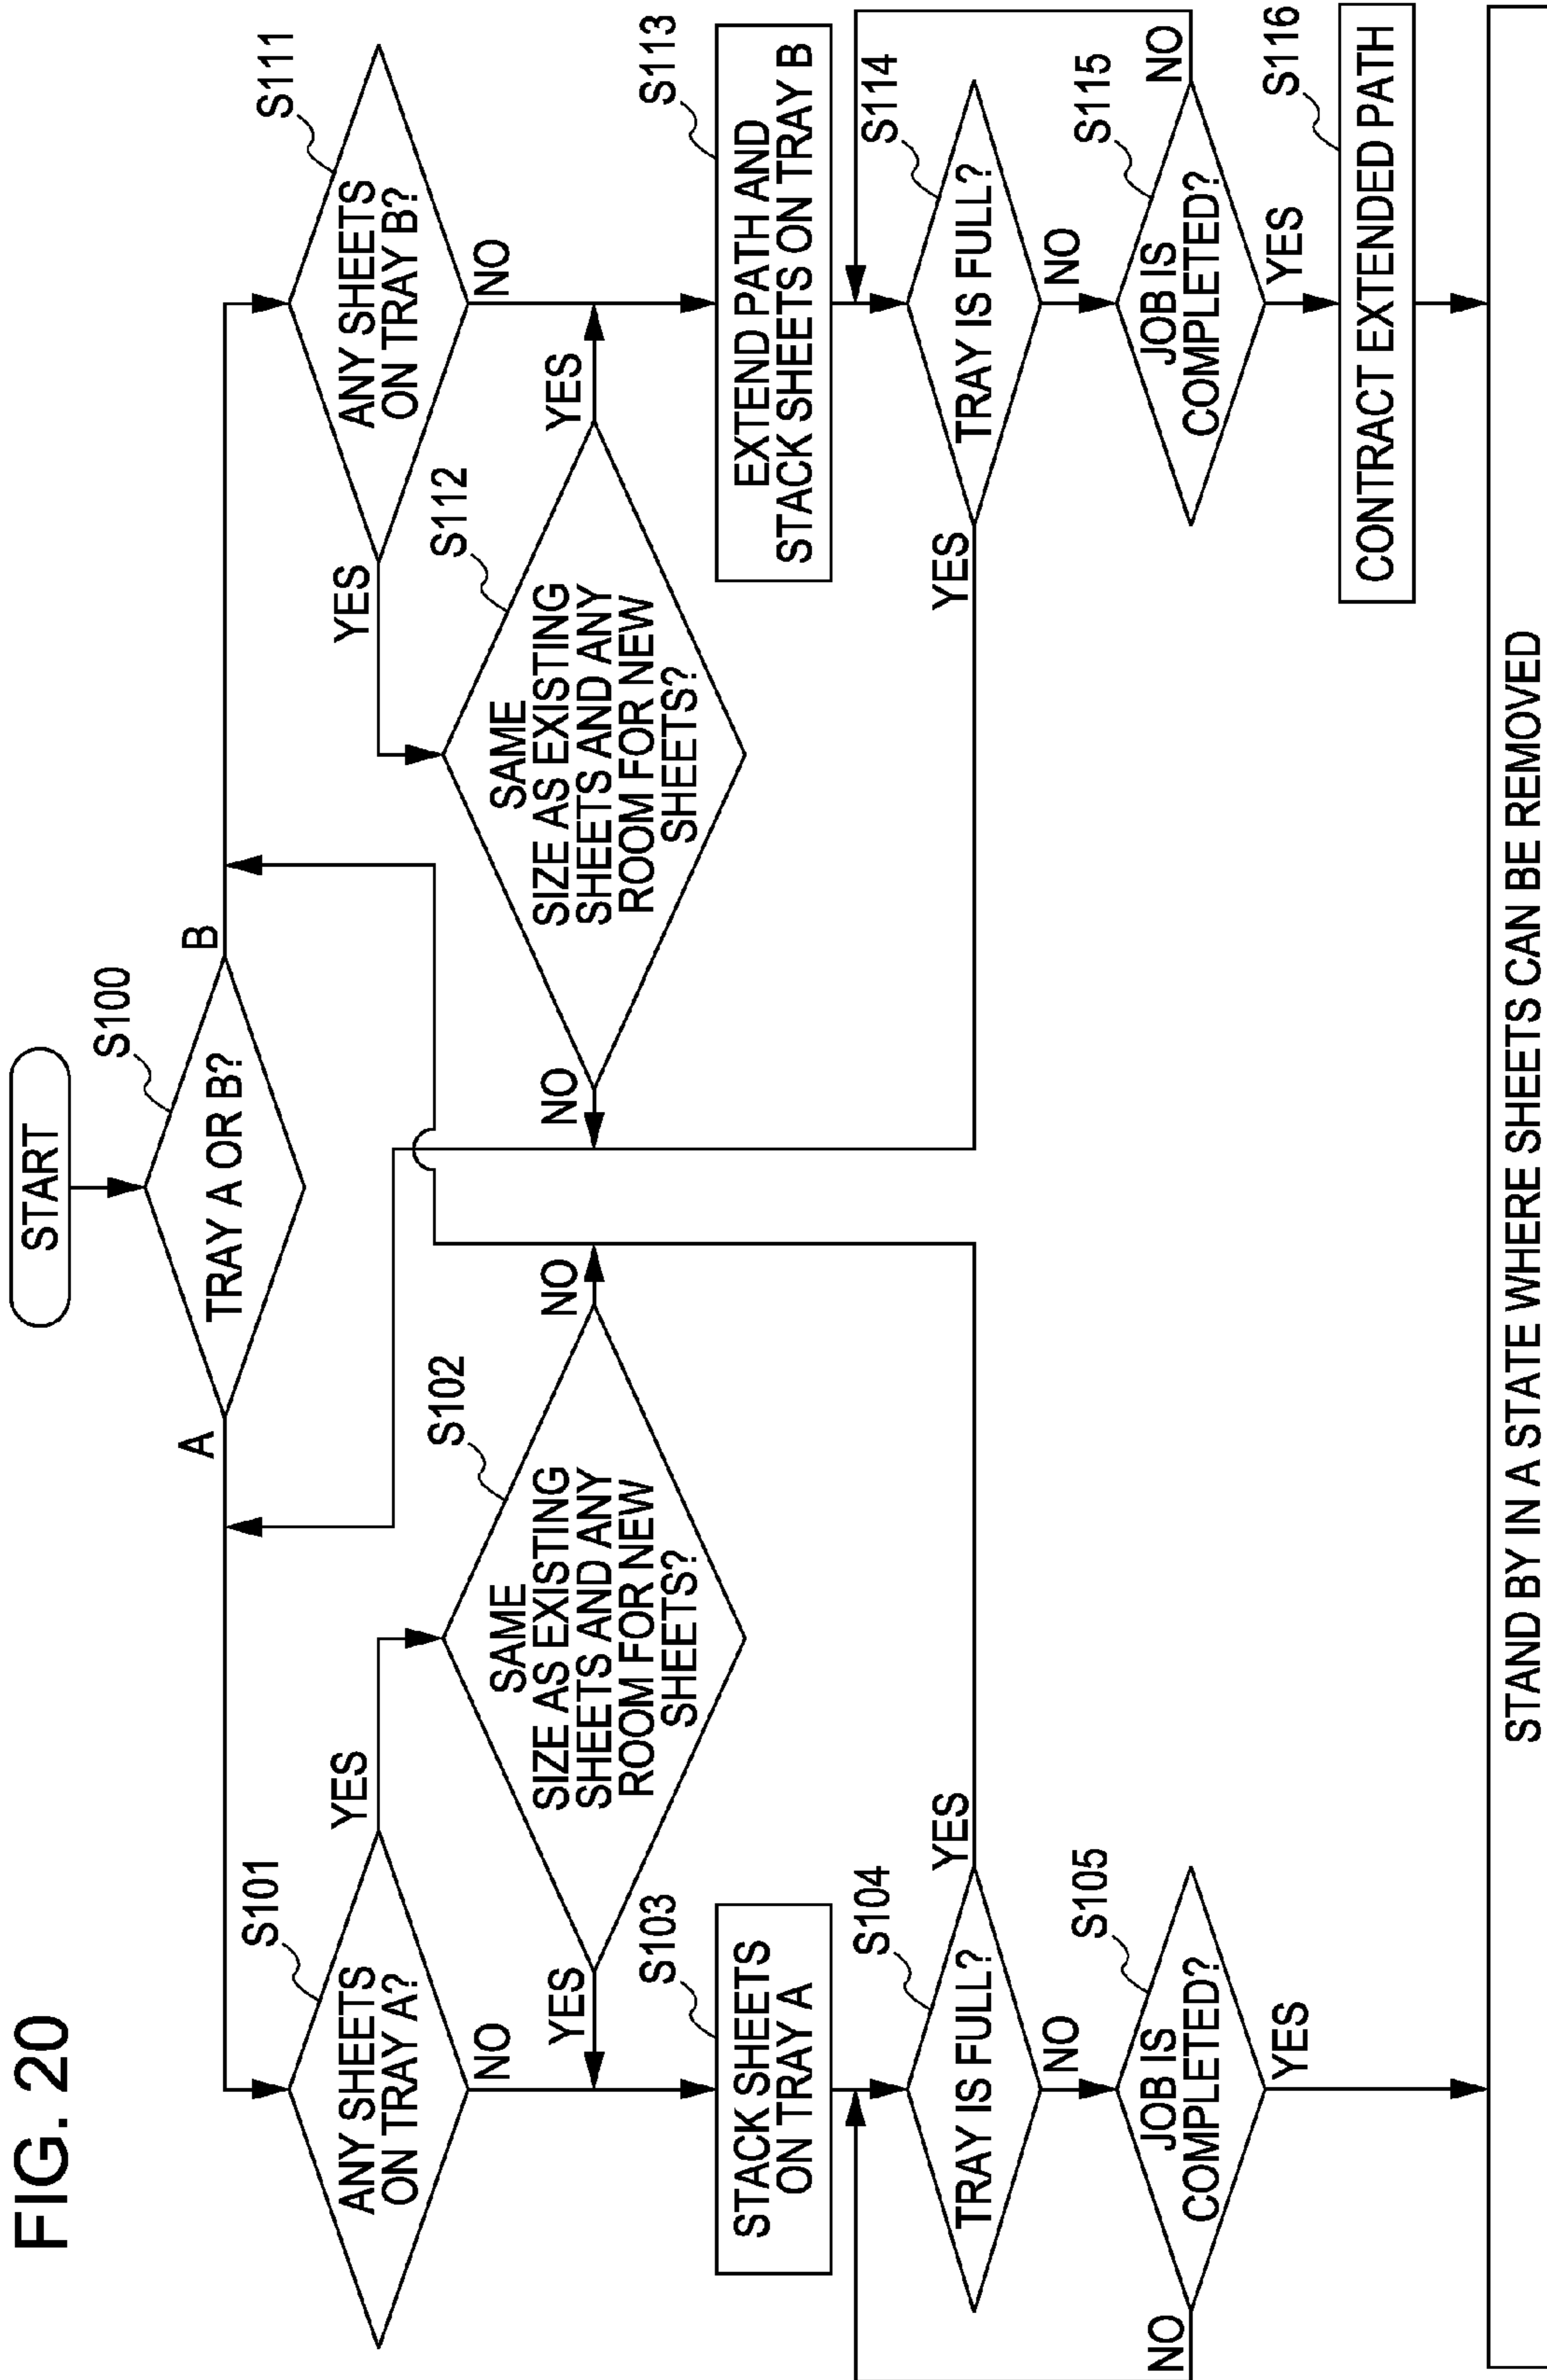 FIG. 20
START
S100
TRAY A OR B?
A
B
S101
ANY SHEETS
ON TRAY A?
YES
NO
S102
SAME
SIZE AS EXISTING
SHEETS AND ANY
ROOM FOR NEW
SHEETS?
YES
NO
S103
STACK SHEETS
ON TRAY A
S104
TRAY IS FULL?
YES
NO
S105
JOB IS
COMPLETED?
NO
YES
S111
ANY SHEETS
ON TRAY B?
YES
NO
S112
SAME
SIZE AS EXISTING
SHEETS AND ANY
ROOM FOR NEW
SHEETS?
NO
YES
S113
EXTEND PATH AND
STACK SHEETS ON TRAY B
S114
TRAY IS FULL?
YES
NO
S115
JOB IS
COMPLETED?
NO
YES
S116
CONTRACT EXTENDED PATH
STAND BY IN A STATE WHERE SHEETS CAN BE REMOVED